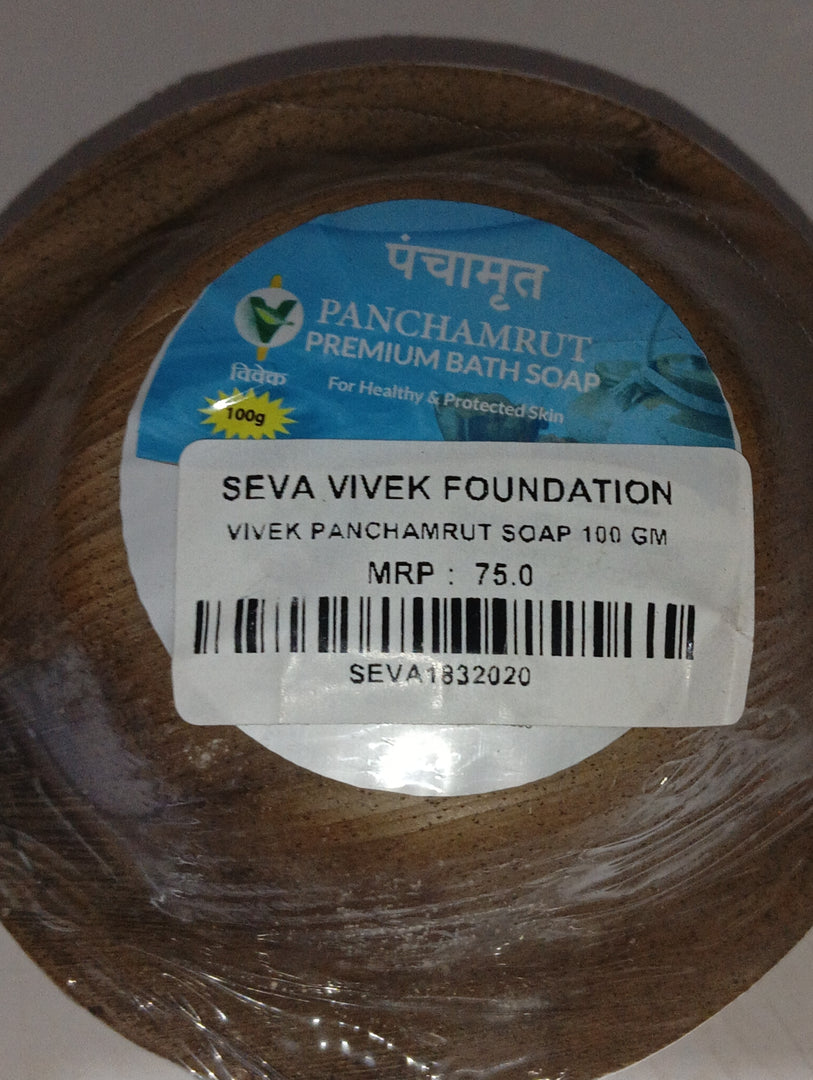 पंचामृत
PANCHAMRUT
PREMIUM BATH SOAP
For Healthy & Protected Skin
विवेक
100g
SEVA VIVEK FOUNDATION
VIVEK PANCHAMRUT SOAP 100 GM
MRP : 75.0
SEVA1832020